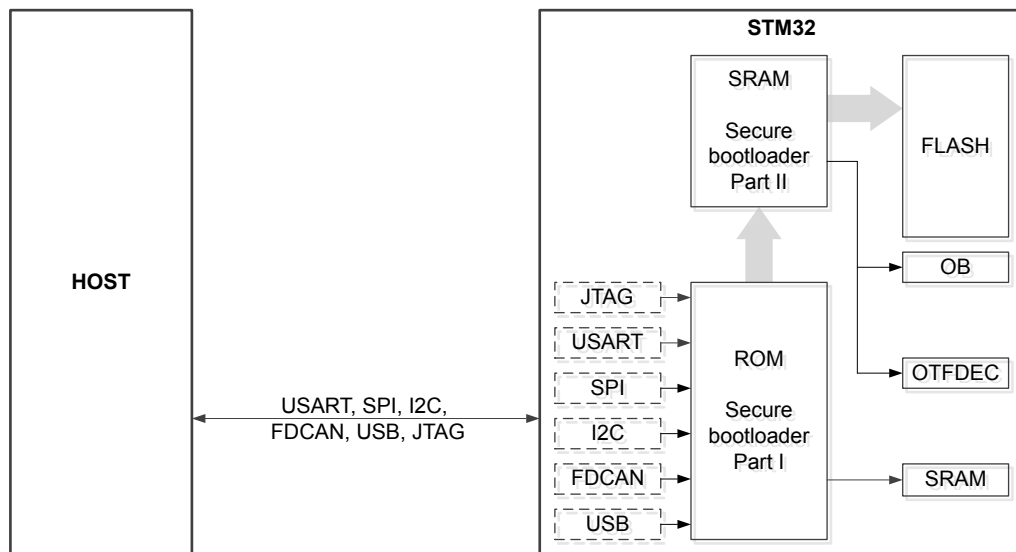 HOST
USART, SPI, I2C,
FDCAN, USB, JTAG
STM32
SRAM
Secure
bootloader
Part II
FLASH
OB
OTFDEC
SRAM
JTAG
USART
SPI
I2C
FDCAN
USB
ROM
Secure
bootloader
Part I